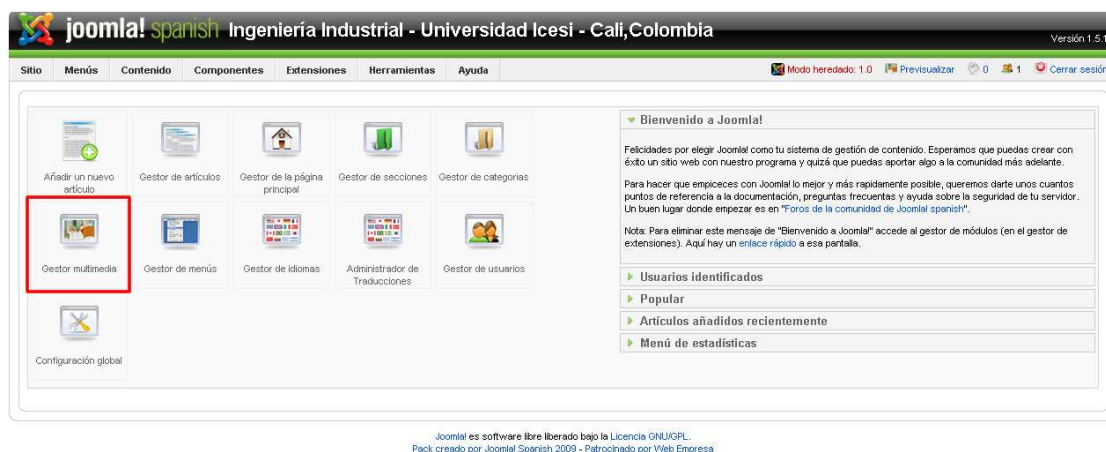 joomla! spanish Ingeniería Industrial - Universidad Icesi - Cali,Colombia
Versión 1.5.1
Sitio Menús Contenido Componentes Extensiones Herramientas Ayuda Modo heredado: 1.0 Previsualizar 0 1 Cerrar sesión
Añadir un nuevo
artículo
Gestor de artículos
Gestor de la página
principal
Gestor de secciones
Gestor de categorias
Gestor multimedia
Gestor de menús
Gestor de idiomas
Administrador de
Traducciones
Gestor de usuarios
Configuración global
Bienvenido a Joomla!
Felicidades por elegir Joomla! como tu sistema de gestión de contenido. Esperamos que puedas crear con
éxito un sitio web con nuestro programa y quizá que puedas aportar algo a la comunidad más adelante.
Para hacer que empieces con Joomla! lo mejor y más rapidamente posible, queremos darte unos cuantos
puntos de referencia a la documentación, preguntas frecuentes y ayuda sobre la seguridad de tu servidor.
Un buen lugar donde empezar es en "Foros de la comunidad de Joomla! spanish".
Nota: Para eliminar este mensaje de "Bienvenido a Joomla!" accede al gestor de módulos (en el gestor de
extensiones). Aquí hay un enlace rápido a esa pantalla.
Usuarios identificados
Popular
Artículos añadidos recientemente
Menú de estadísticas
Joomla! es software libre liberado bajo la Licencia GNU/GPL.
Pack creado por Joomla! Spanish 2009 - Patrocinado por Web Empresa